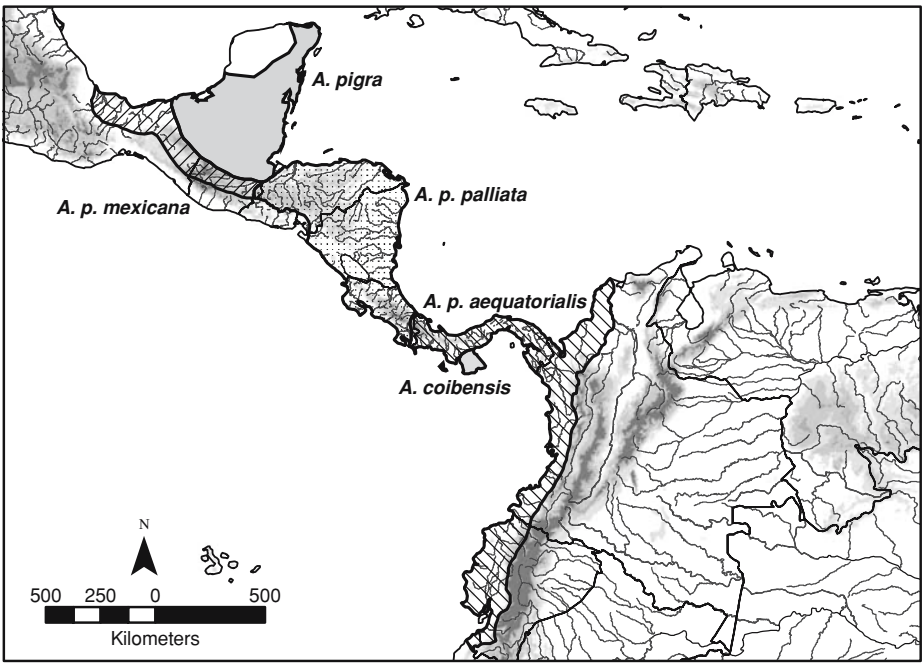 A. pigra
A. p. mexicana
A. p. palliata
A. p. aequatorialis
A. coibensis
N
500 250 0 500
Kilometers